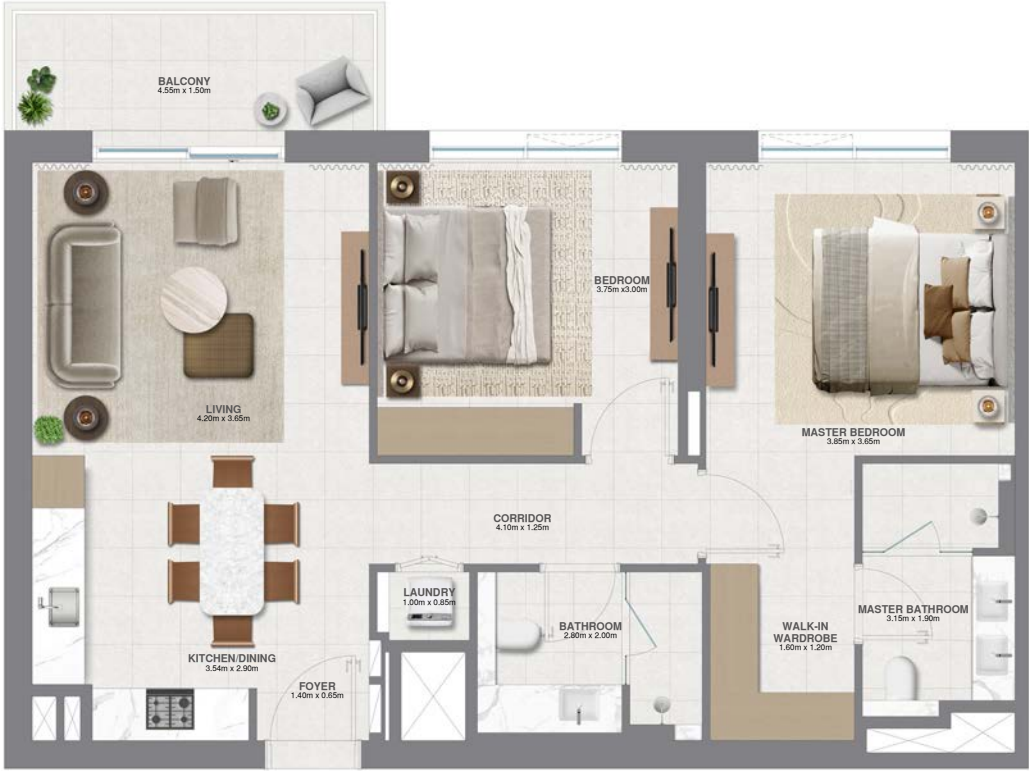 BALCONY
4.55m x 1.50m
BEDROOM
3.75m x3.00m
LIVING
4.20m x 3.65m
MASTER BEDROOM
3.85m x 3.65m
CORRIDOR
4.10m x 1.25m
LAUNDRY
1.00m x 0.85m
BATHROOM
2.80m x 2.00m
WALK-IN
WARDROBE
1.60m x 1.20m
MASTER BATHROOM
3.15m x 1.90m
KITCHEN/DINING
3.54m x 2.90m
FOYER
1.40m x 0.65m